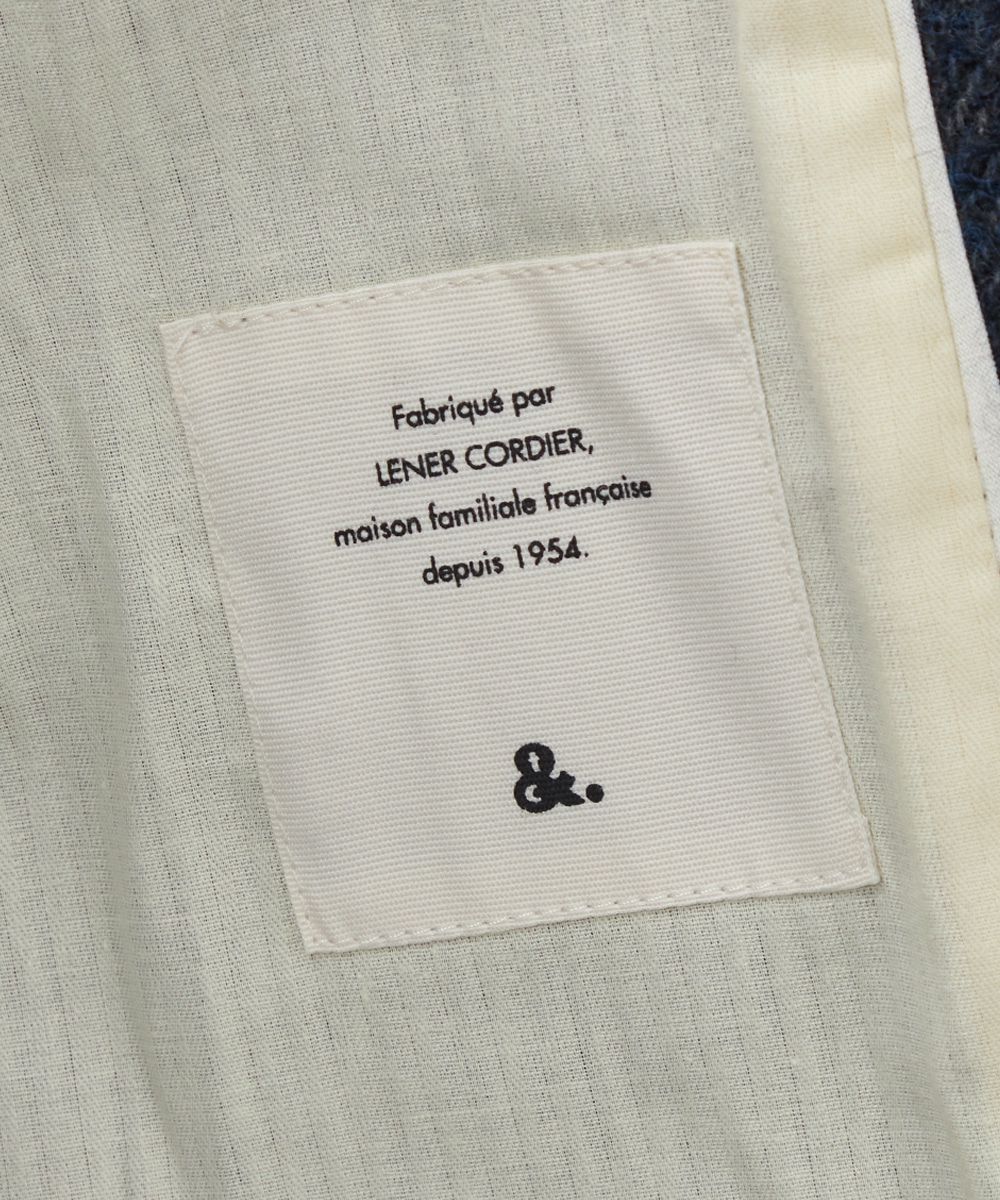 Fabriqué par
LENER CORDIER,
maison familiale française
depuis 1954.
&.